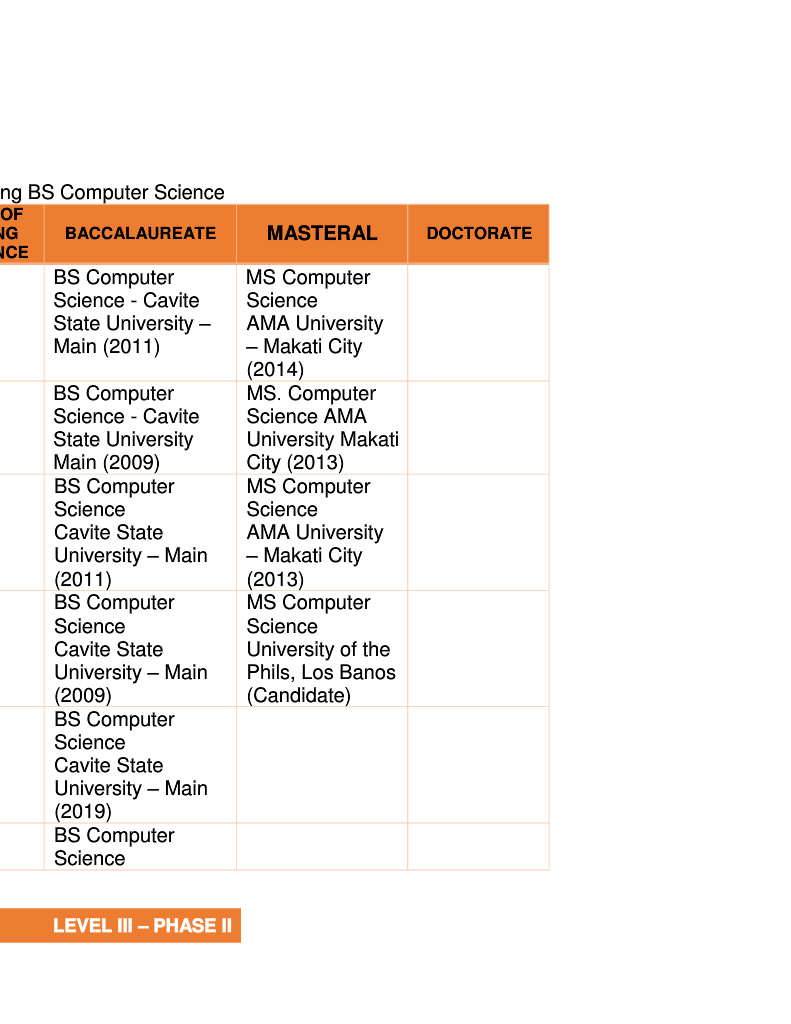 ng BS Computer Science
OF
NG
NCE
BACCALAUREATE
MASTERAL
DOCTORATE
BS Computer
Science - Cavite
State University –
Main (2011)
MS Computer
Science
AMA University
– Makati City
(2014)
BS Computer
Science - Cavite
State University
Main (2009)
MS. Computer
Science AMA
University Makati
City (2013)
BS Computer
Science
Cavite State
University – Main
(2011)
MS Computer
Science
AMA University
– Makati City
(2013)
BS Computer
Science
Cavite State
University – Main
(2009)
MS Computer
Science
University of the
Phils, Los Banos
(Candidate)
BS Computer
Science
Cavite State
University – Main
(2019)
BS Computer
Science
LEVEL III – PHASE II